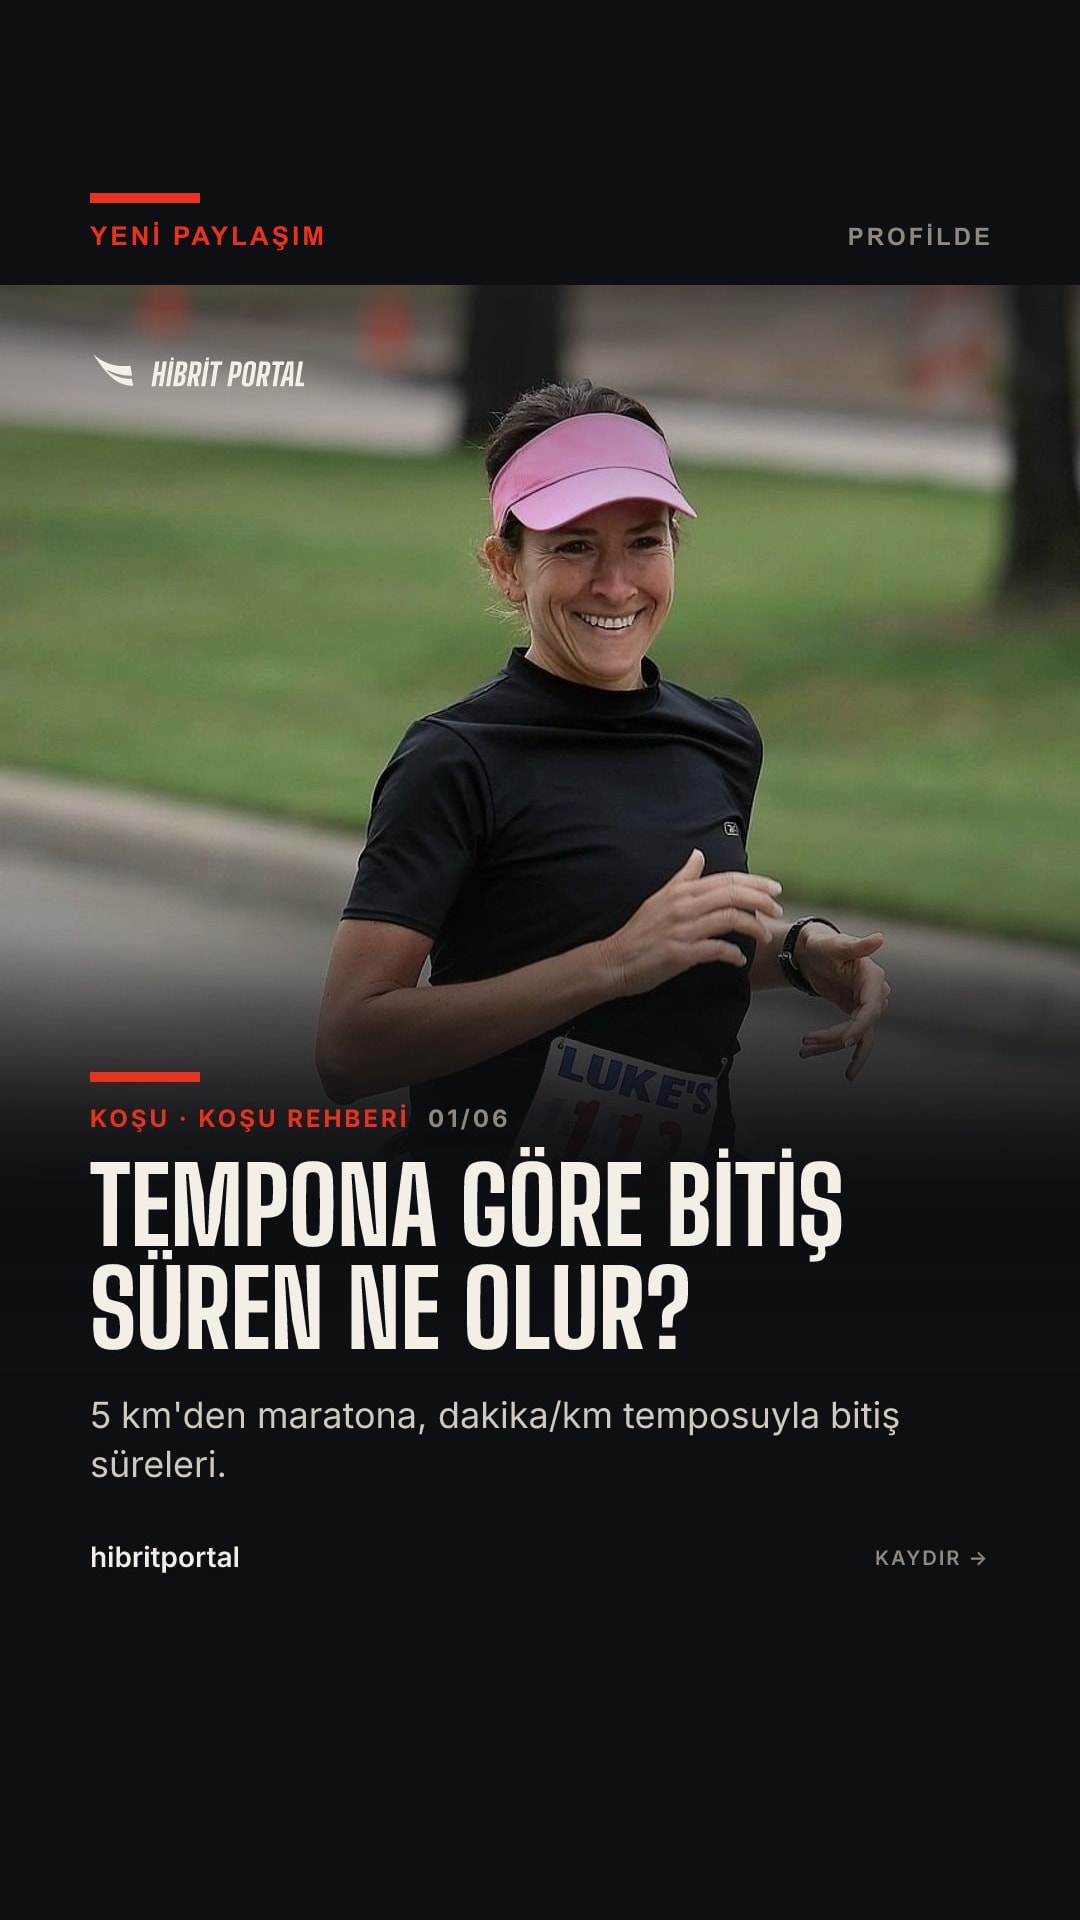 YENİ PAYLAŞIM
PROFİLDE
HİBRİT PORTAL
LUKE'S
112
KOŞU · KOŞU REHBERİ 01/06
TEMPONA GÖRE BİTİŞ
SÜREN NE OLUR?
5 km'den maratona, dakika/km temposuyla bitiş
süreleri.
hibritportal
KAYDIR →